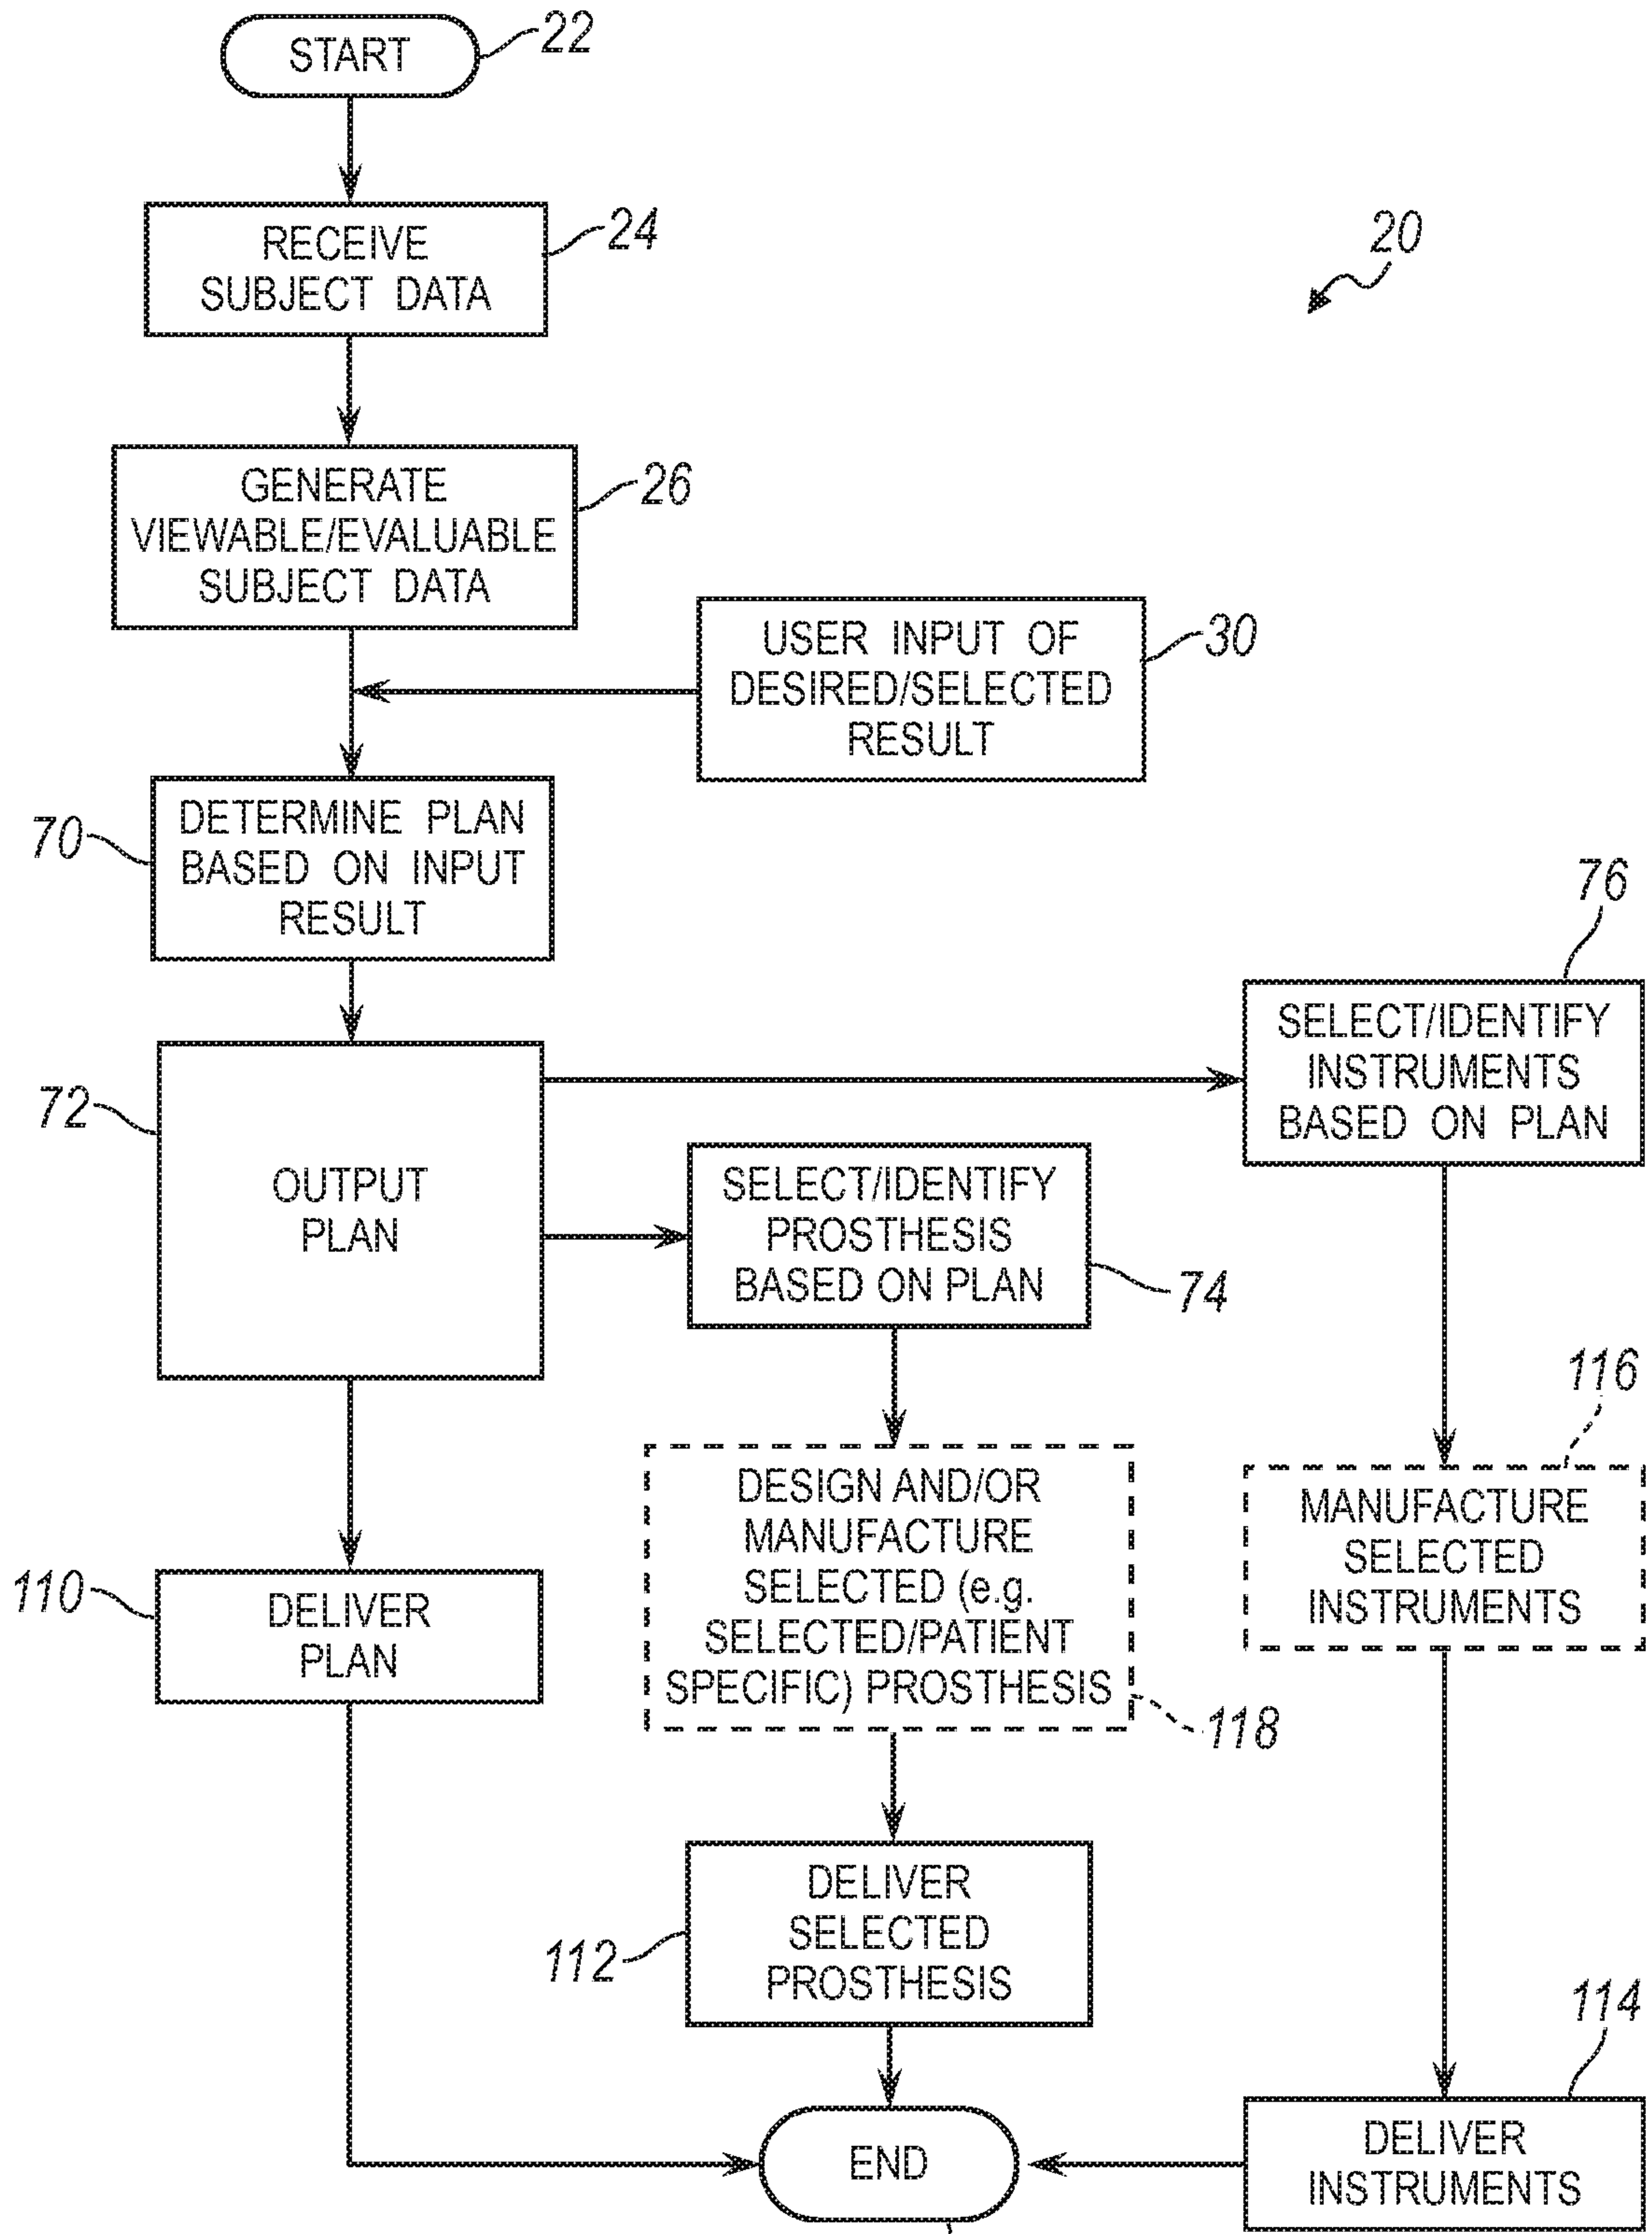 START
22
RECEIVE
SUBJECT DATA
24
20
GENERATE
VIEWABLE/EVALUABLE
SUBJECT DATA
26
USER INPUT OF
DESIRED/SELECTED
RESULT
30
70
DETERMINE PLAN
BASED ON INPUT
RESULT
76
SELECT/IDENTIFY
INSTRUMENTS
BASED ON PLAN
72
OUTPUT
PLAN
SELECT/IDENTIFY
PROSTHESIS
BASED ON PLAN
74
116
DESIGN AND/OR
MANUFACTURE
SELECTED (e.g.
SELECTED/PATIENT
SPECIFIC) PROSTHESIS
118
MANUFACTURE
SELECTED
INSTRUMENTS
110
DELIVER
PLAN
DELIVER
SELECTED
PROSTHESIS
112
114
END
DELIVER
INSTRUMENTS